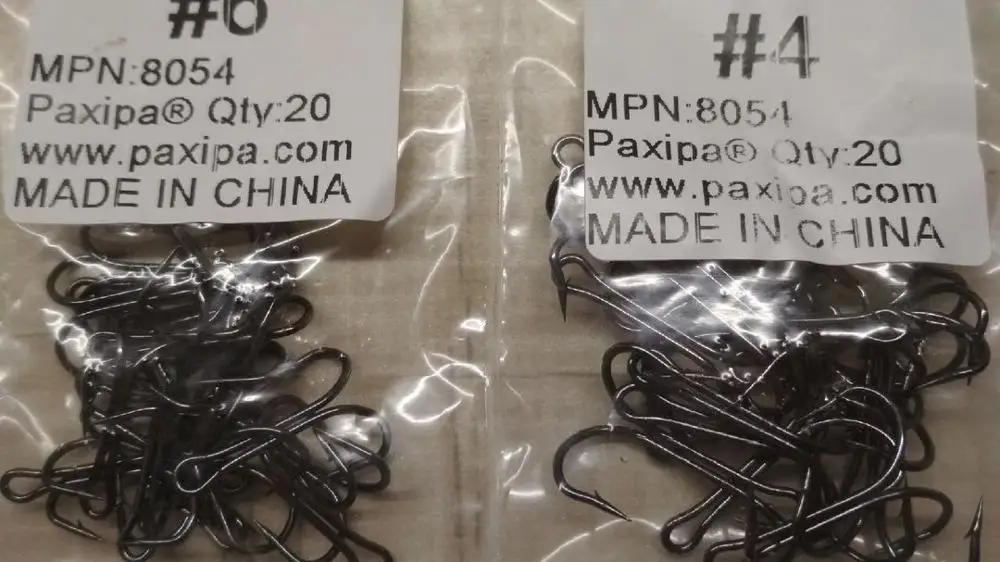 #6
MPN:8054
Paxipa® Qty:20
www.paxipa.com
MADE IN CHINA
#4
MPN:8054
Paxipa® Qty:20
www.paxipa.com
MADE IN CHINA